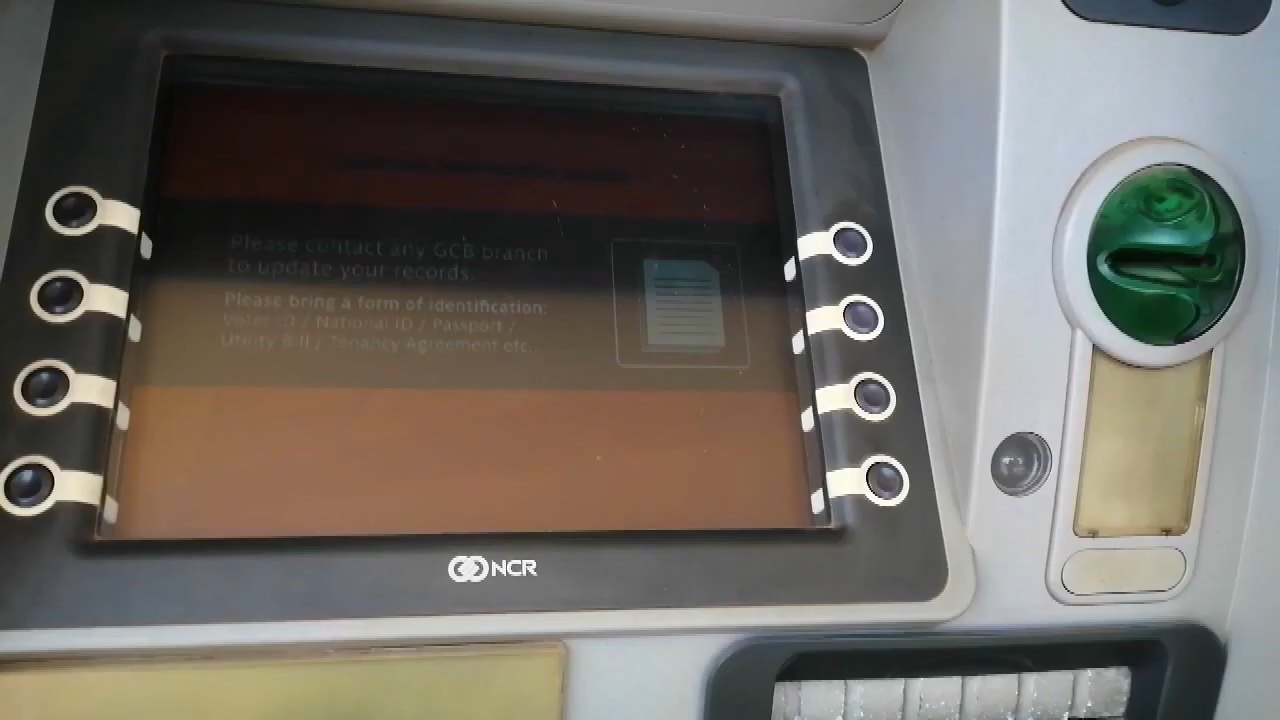 Please contact any GCB branch
to update your records.
Please bring a form of identification:
Voter ID / National ID / Passport /
Utility Bill / Tenancy Agreement etc.
NCR